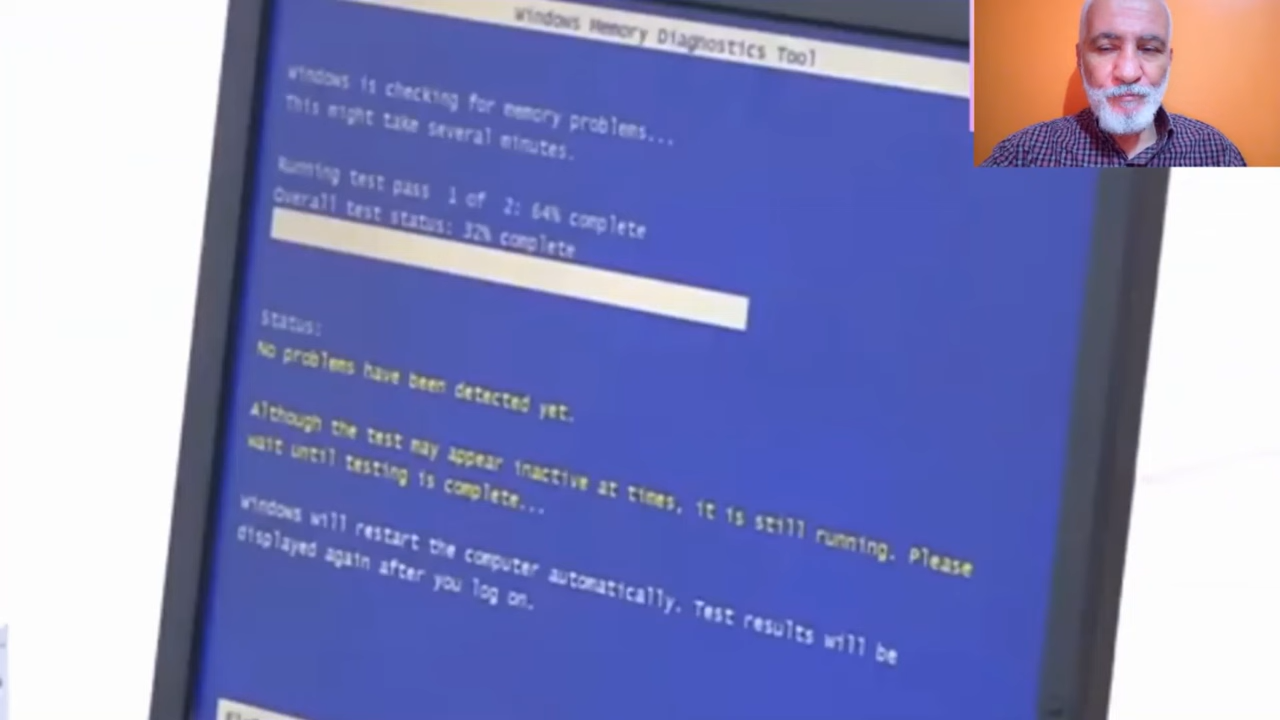 Windows Memory Diagnostics Tool
Windows is checking for memory problems...
This might take several minutes.
Running test pass 1 of 2: 64% complete
Overall test status: 32% complete
Status:
No problems have been detected yet.
Although the test may appear inactive at times, it is still running. Please
wait until testing is complete...
Windows will restart the computer automatically. Test results will be
displayed again after you log on.